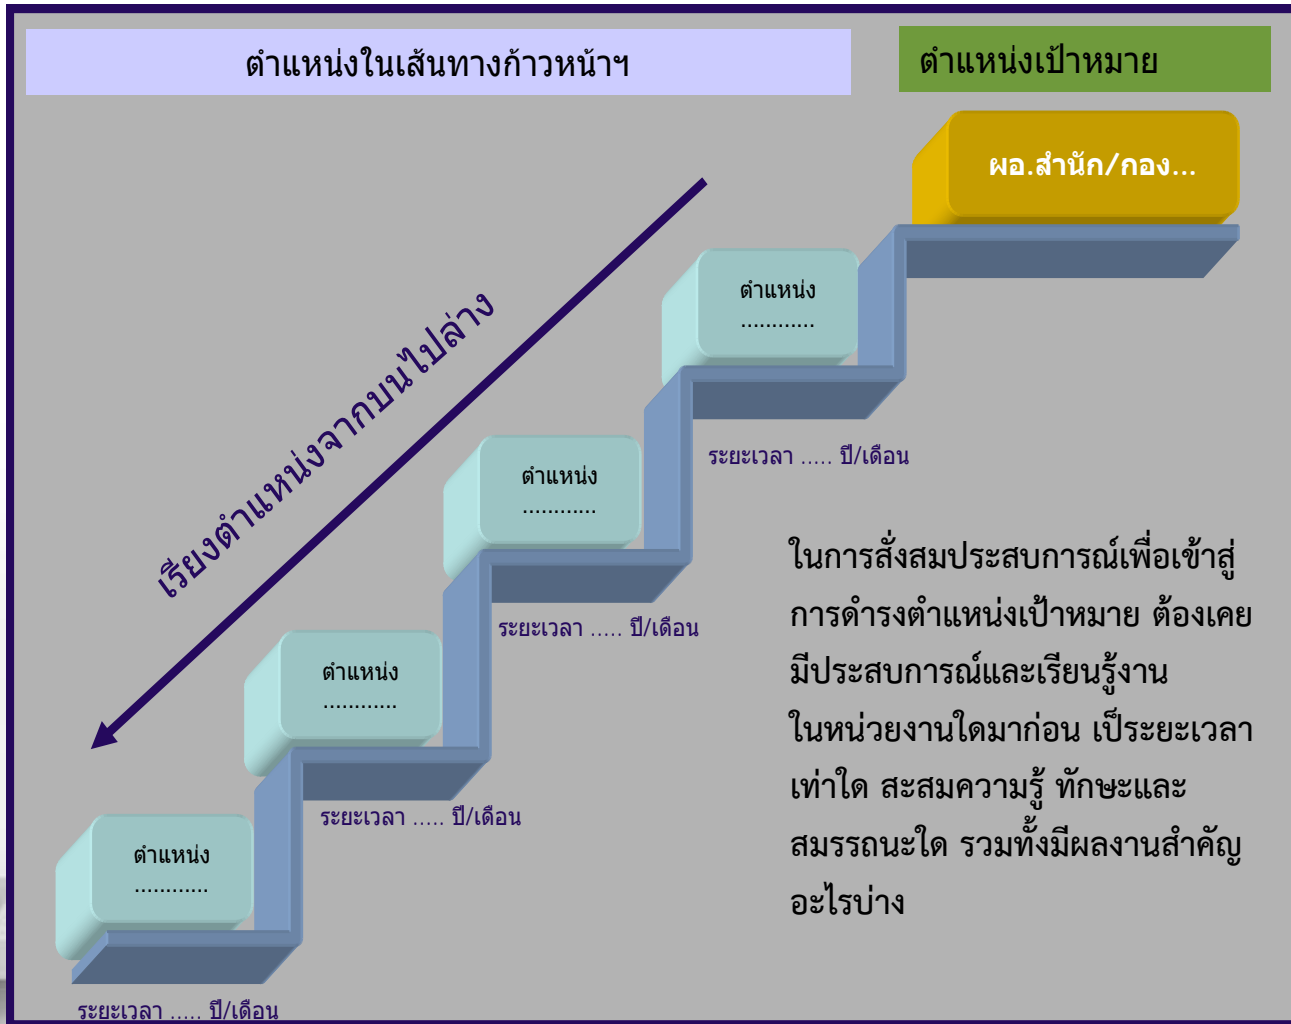 ตำแหน่งในเส้นทางก้าวหน้าฯ
ตำแหน่งเป้าหมาย
ผอ.สำนัก/กอง...
ตำแหน่ง
............
เรียงตำแหน่งจากบนไปล่าง
ระยะเวลา ..... ปี/เดือน
ตำแหน่ง
............
ระยะเวลา ..... ปี/เดือน
ตำแหน่ง
............
ระยะเวลา ..... ปี/เดือน
ตำแหน่ง
............
ระยะเวลา ..... ปี/เดือน
ในการสั่งสมประสบการณ์เพื่อเข้าสู่
การดำรงตำแหน่งเป้าหมาย ต้องเคย
มีประสบการณ์และเรียนรู้งาน
ในหน่วยงานใดมาก่อน เป็ระยะเวลา
เท่าใด สะสมความรู้ ทักษะและ
สมรรถนะใด รวมทั้งมีผลงานสำคัญ
อะไรบ่าง